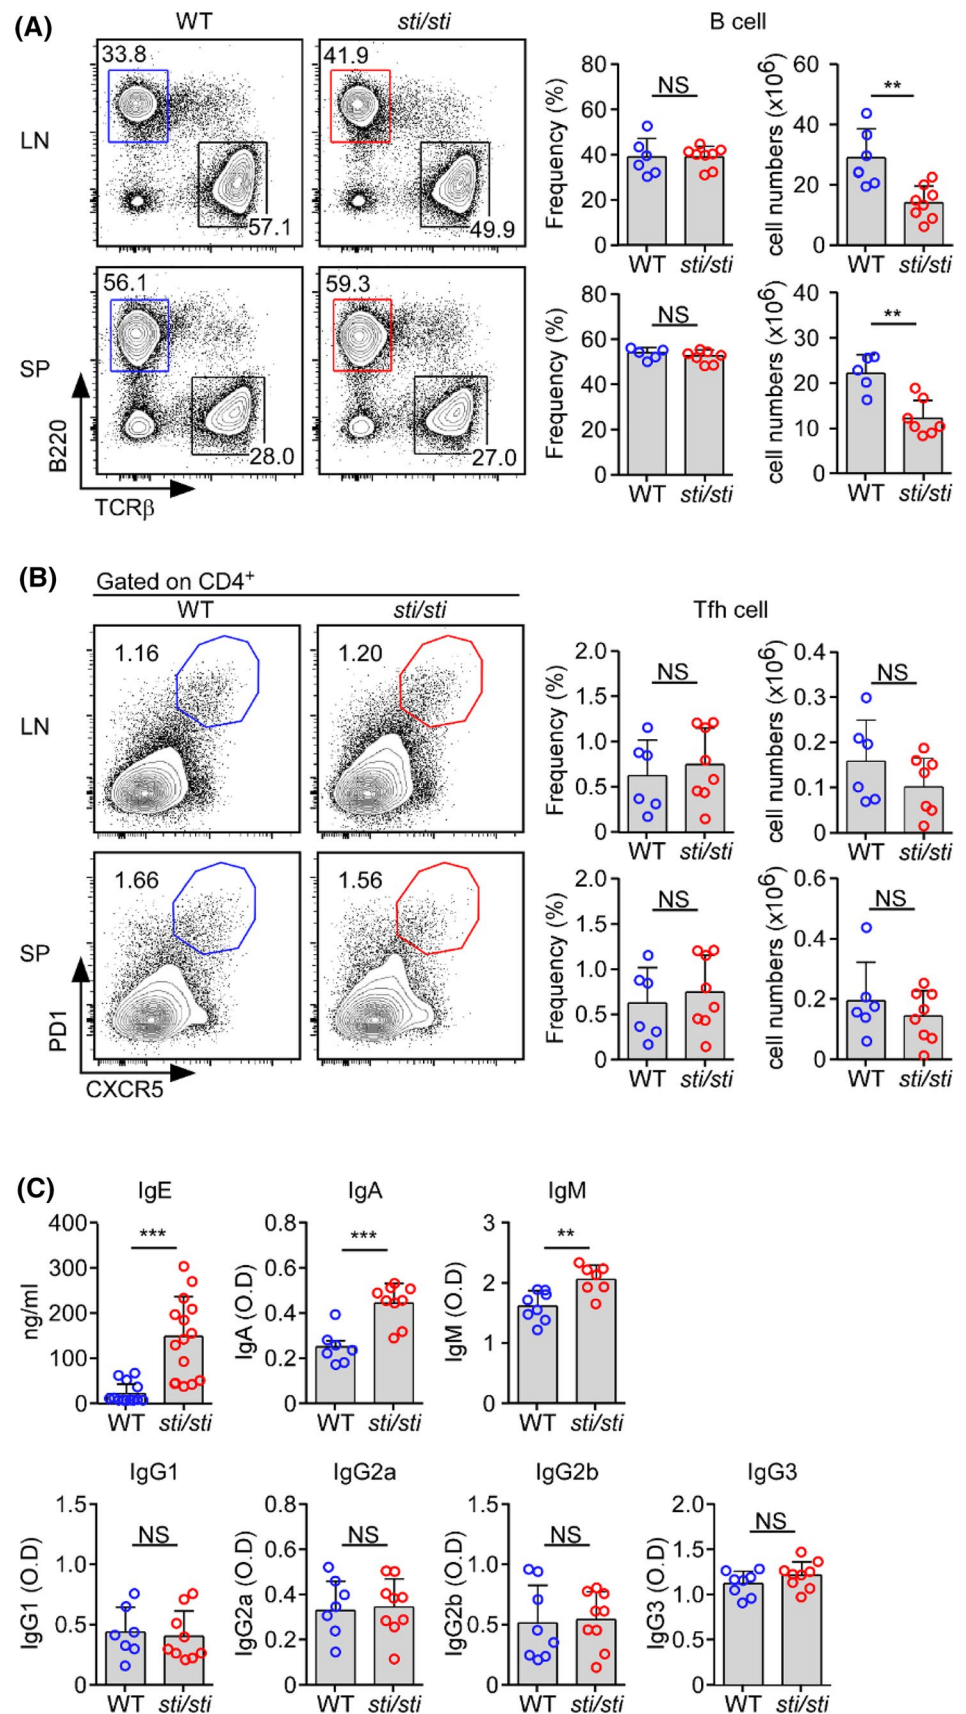 (A)
WT
sti/sti
B cell
LN
33.8
57.1
41.9
49.9
Frequency (%)
80
60
40
20
0
NS
WT
sti/sti
cell numbers (x10⁶)
60
40
20
0
**
WT
sti/sti
SP
56.1
28.0
59.3
27.0
B220
TCRβ
Frequency (%)
80
60
40
20
0
NS
WT
sti/sti
cell numbers (x10⁶)
40
30
20
10
0
**
WT
sti/sti
(B)
Gated on CD4⁺
WT
sti/sti
Tfh cell
LN
1.16
1.20
Frequency (%)
2.0
1.5
1.0
0.5
0
NS
WT
sti/sti
cell numbers (x10⁶)
0.4
0.3
0.2
0.1
0
NS
WT
sti/sti
SP
1.66
1.56
PD1
CXCR5
Frequency (%)
2.0
1.5
1.0
0.5
0
NS
WT
sti/sti
cell numbers (x10⁶)
0.6
0.4
0.2
0
NS
WT
sti/sti
(C)
IgE
ng/ml
400
300
200
100
0
***
WT
sti/sti
IgA
IgA (O.D)
0.8
0.6
0.4
0.2
0
***
WT
sti/sti
IgM
IgM (O.D)
3
2
1
0
**
WT
sti/sti
IgG1
IgG1 (O.D)
1.5
1.0
0.5
0
NS
WT
sti/sti
IgG2a
IgG2a (O.D)
0.8
0.6
0.4
0.2
0
NS
WT
sti/sti
IgG2b
IgG2b (O.D)
1.5
1.0
0.5
0
NS
WT
sti/sti
IgG3
IgG3 (O.D)
2.0
1.5
1.0
0.5
0
NS
WT
sti/sti